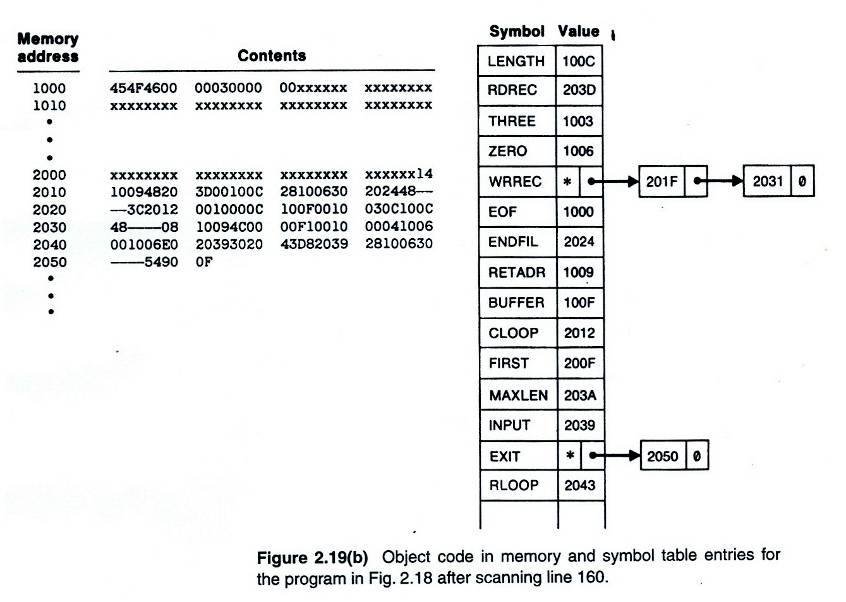 Memory address Contents
1000 454F4600 00030000 00xxxxxx xxxxxxxx
1010 xxxxxxxx xxxxxxxx xxxxxxxx xxxxxxxx
•
•
•
2000 xxxxxxxx xxxxxxxx xxxxxxxx xxxxxx14
2010 10094820 3D00100C 28100630 202448——
2020 ——3C2012 0010000C 100F0010 030C100C
2030 48————08 10094C00 00F10010 00041006
2040 001006E0 20393020 43D82039 28100630
2050 ————5490 0F
•
•
•
Symbol Value
LENGTH 100C
RDREC 203D
THREE 1003
ZERO 1006
WRREC * 201F 2031 0
EOF 1000
ENDFIL 2024
RETADR 1009
BUFFER 100F
CLOOP 2012
FIRST 200F
MAXLEN 203A
INPUT 2039
EXIT * 2050 0
RLOOP 2043
Figure 2.19(b) Object code in memory and symbol table entries for
the program in Fig. 2.18 after scanning line 160.